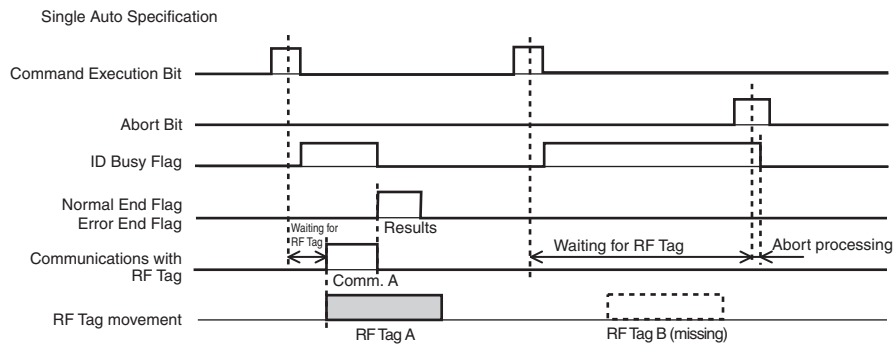 Single Auto Specification
Command Execution Bit
Abort Bit
ID Busy Flag
Normal End Flag
Error End Flag
Results
Waiting for
RF Tag
Waiting for RF Tag
Abort processing
Communications with
RF Tag
Comm. A
RF Tag movement
RF Tag A
RF Tag B (missing)